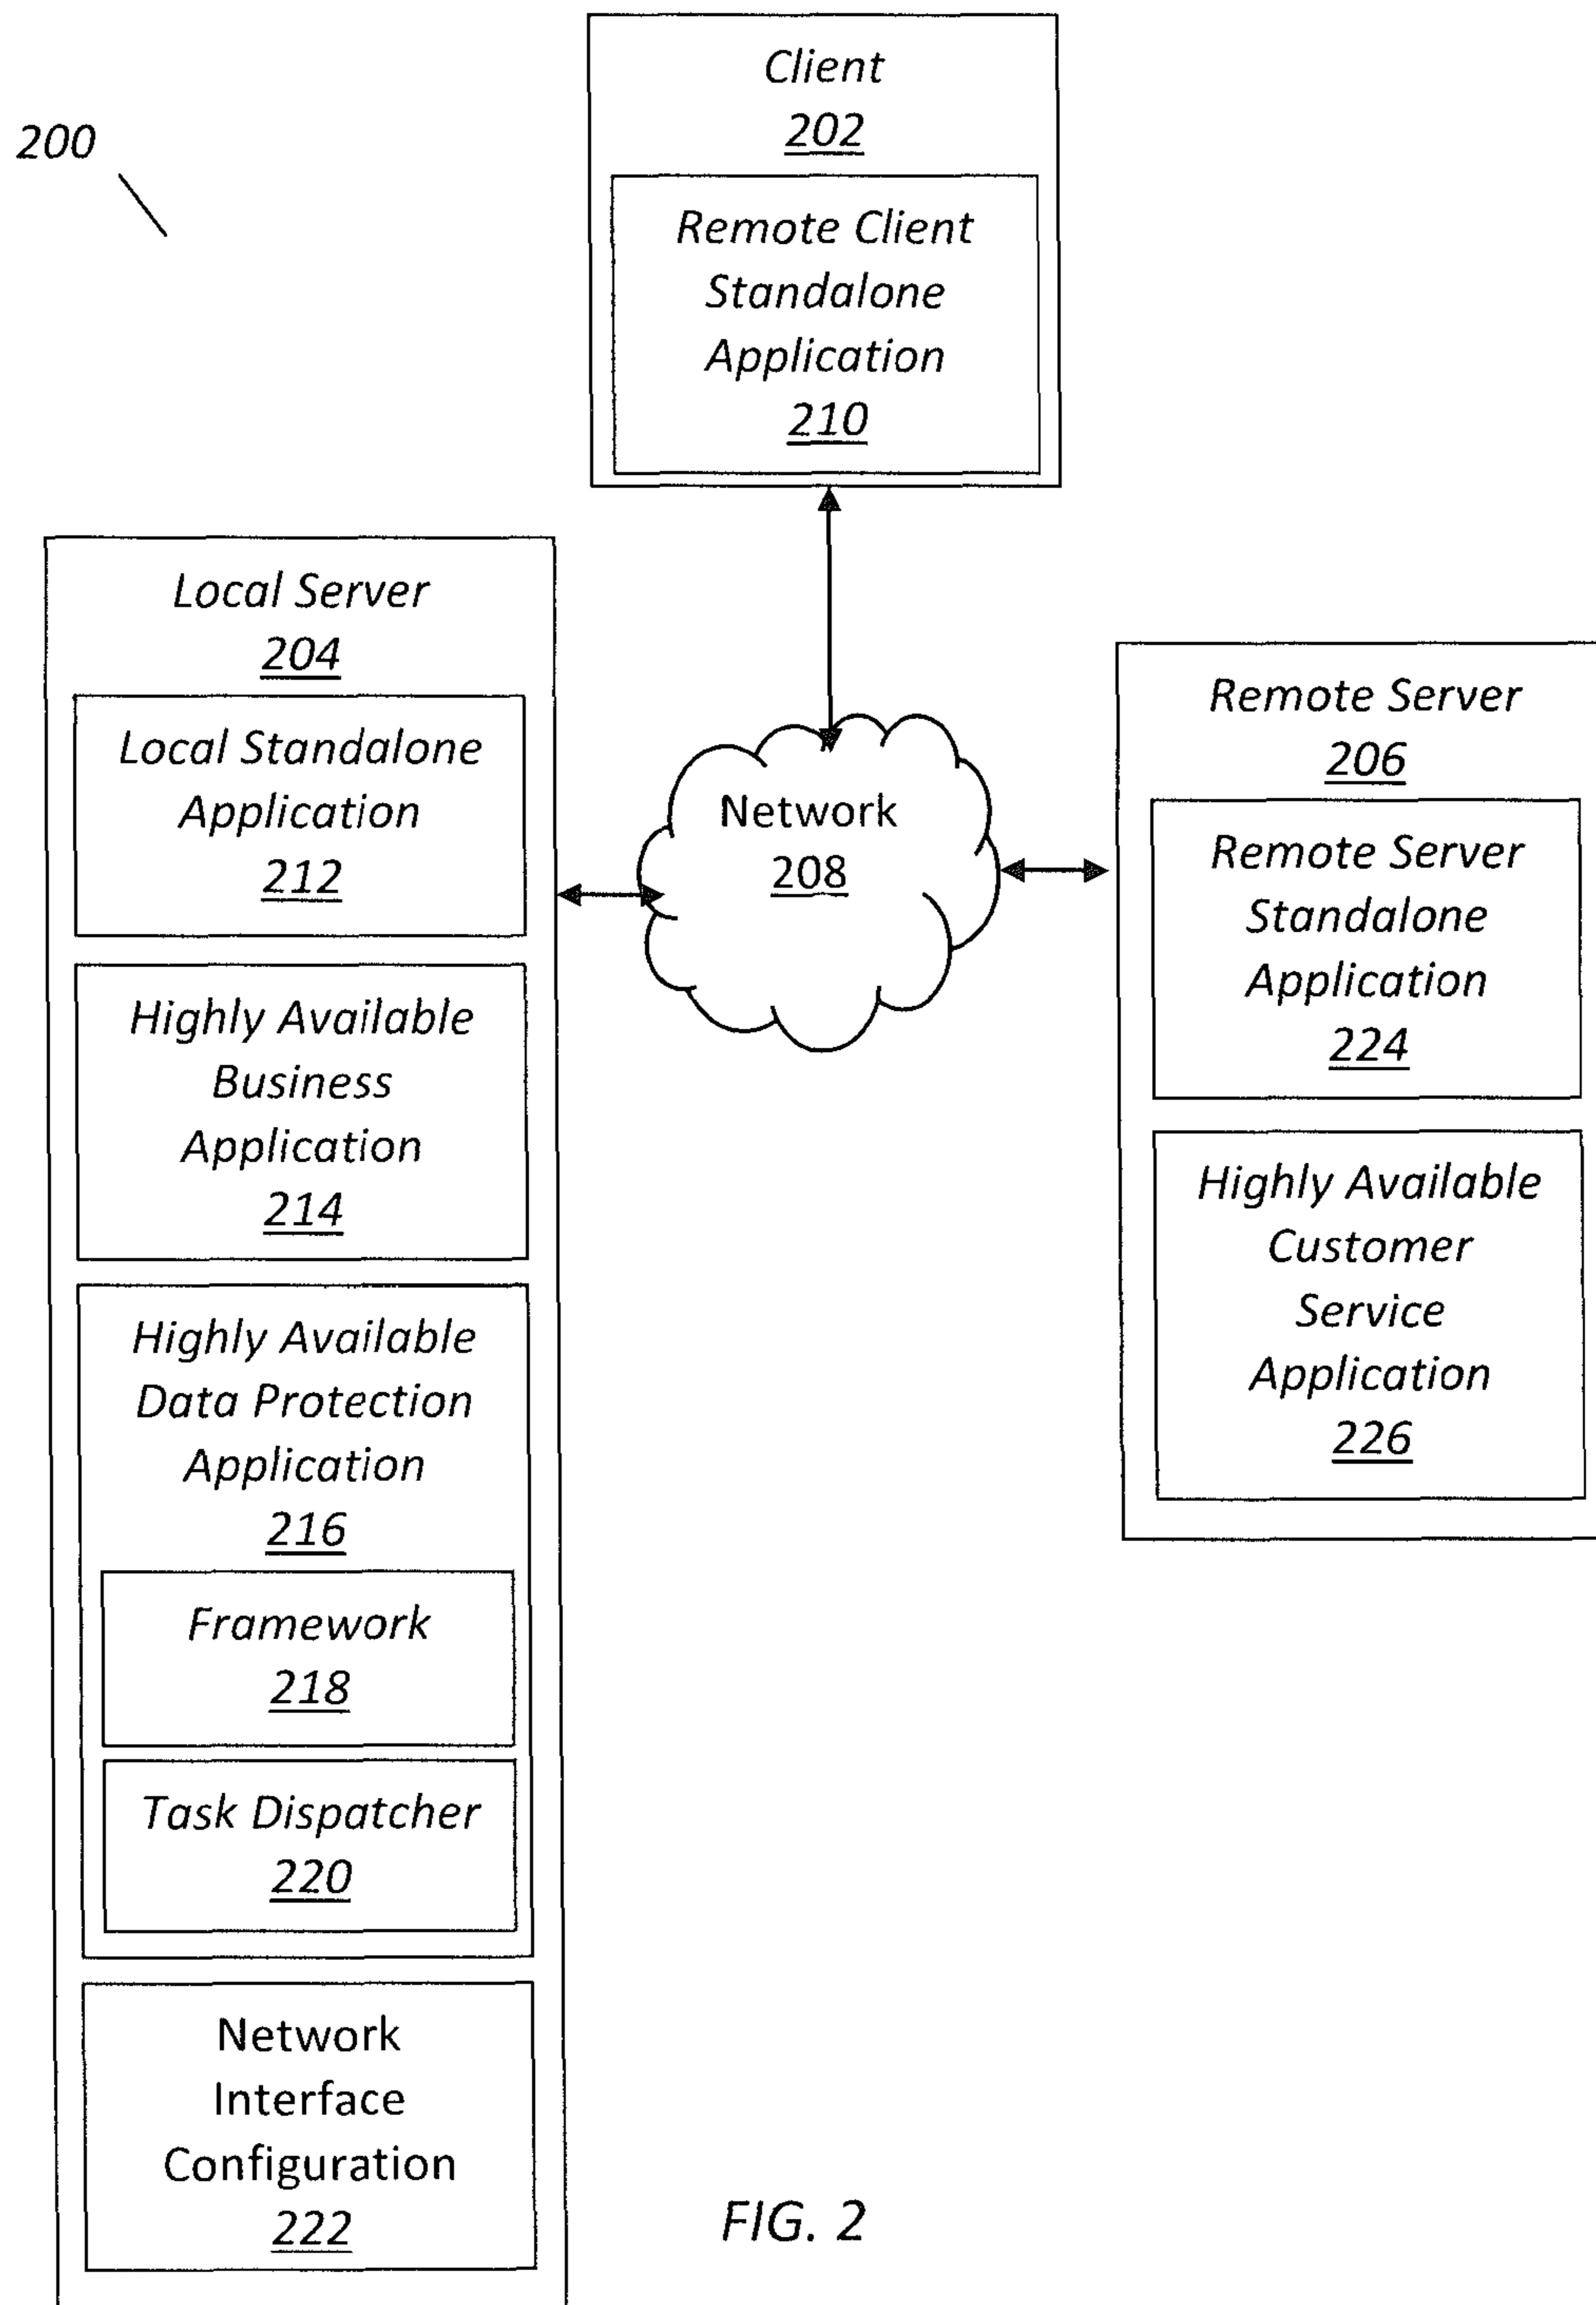 200
Client
202
Remote Client
Standalone
Application
210
Local Server
204
Local Standalone
Application
212
Highly Available
Business
Application
214
Highly Available
Data Protection
Application
216
Framework
218
Task Dispatcher
220
Network
Interface
Configuration
222
Network
208
Remote Server
206
Remote Server
Standalone
Application
224
Highly Available
Customer
Service
Application
226
FIG. 2